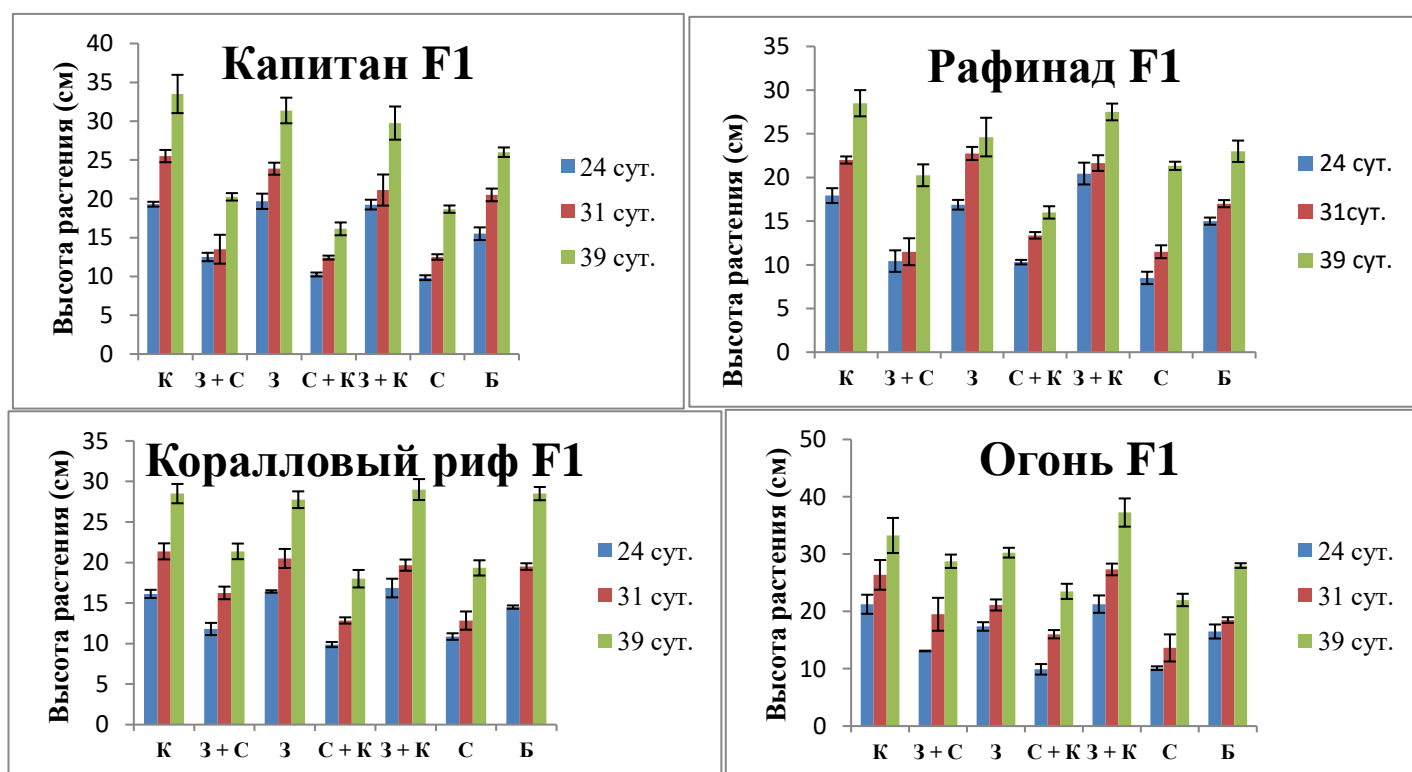 Капитан F1
Высота растения (см)
40
35
30
25
20
15
10
5
0
К З + С З С + К З + К С Б
24 сут.
31 сут.
39 сут.
Рафинад F1
Высота растения (см)
35
30
25
20
15
10
5
0
К З + С З С + К З + К С Б
24 сут.
31сут.
39 сут.
Коралловый риф F1
Высота растения (см)
35
30
25
20
15
10
5
0
К З + С З С + К З + К С Б
24 сут.
31 сут.
39 сут.
Огонь F1
Высота растения (см)
50
40
30
20
10
0
К З + С З С + К З + К С Б
24 сут.
31 сут.
39 сут.